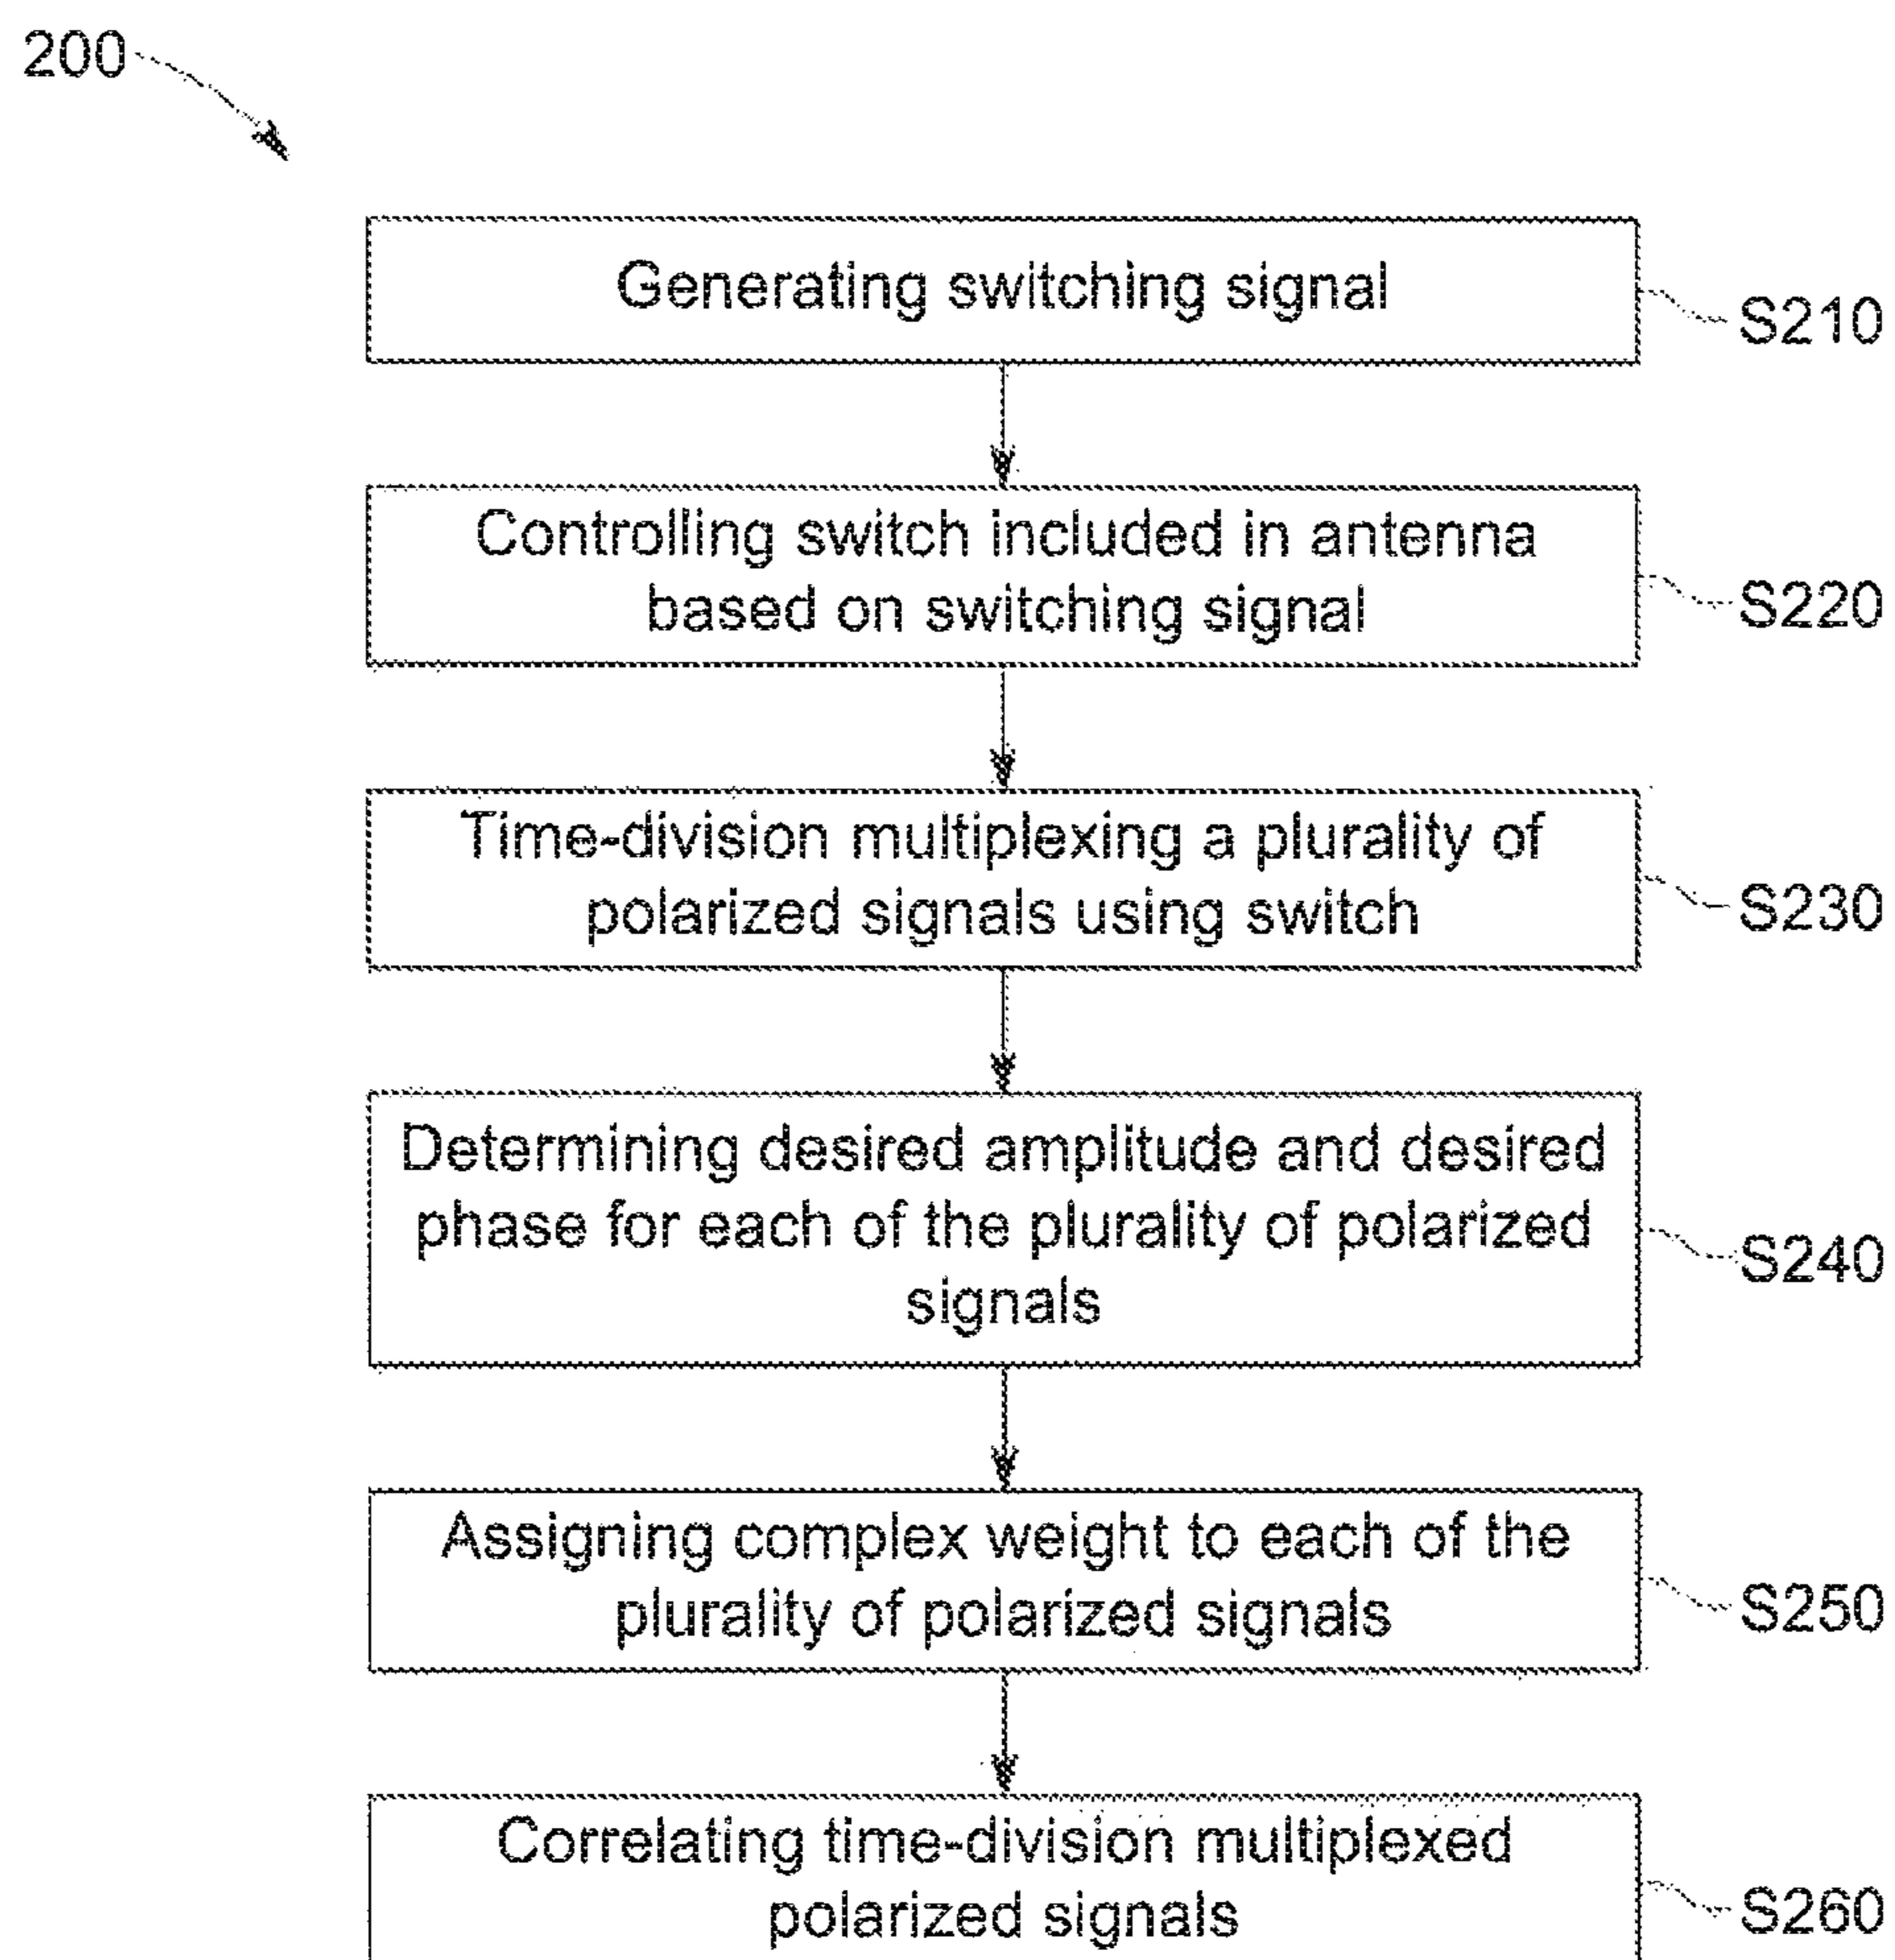 200
Generating switching signal
S210
Controlling switch included in antenna
based on switching signal
S220
Time-division multiplexing a plurality of
polarized signals using switch
S230
Determining desired amplitude and desired
phase for each of the plurality of polarized
signals
S240
Assigning complex weight to each of the
plurality of polarized signals
S250
Correlating time-division multiplexed
polarized signals
S260